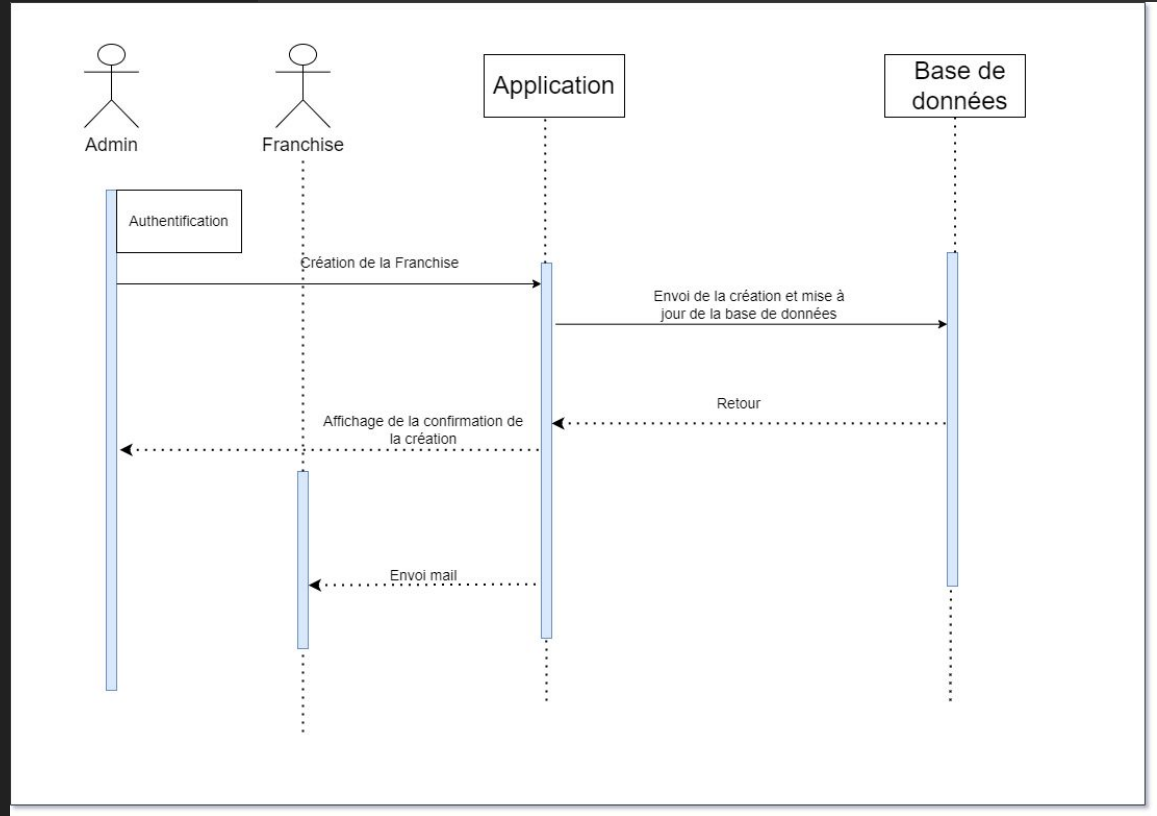 Application
Base de
données
Admin
Franchise
Authentification
Création de la Franchise
Envoi de la création et mise à
jour de la base de données
Retour
Affichage de la confirmation de
la création
Envoi mail